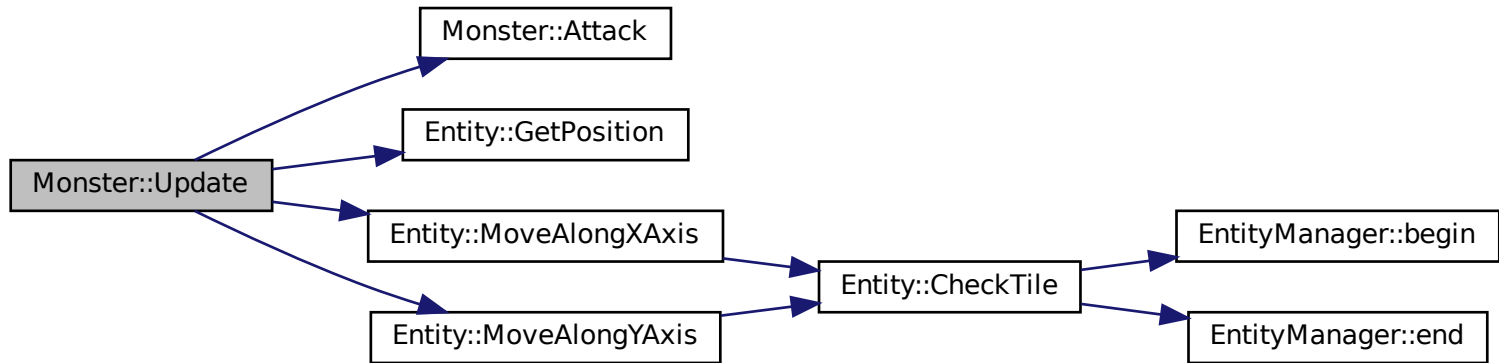 Monster::Update
Monster::Attack
Entity::GetPosition
Entity::MoveAlongXAxis
Entity::MoveAlongYAxis
Entity::CheckTile
EntityManager::begin
EntityManager::end